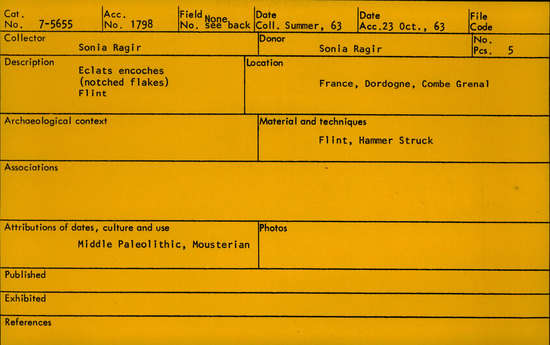 Cat. No. 7-5655 Acc. No. 1798 Field No. None see back Date Coll. Summer, 63 Date Acc. 23 Oct., 63 File Code
Collector Sonia Ragir Donor Sonia Ragir No. Pcs. 5
Description Location
Eclats encoches
(notched flakes)
Flint
France, Dordogne, Combe Grenal
Archaeological context Material and techniques
Flint, Hammer Struck
Associations
Attributions of dates, culture and use Photos
Middle Paleolithic, Mousterian
Published
Exhibited
References